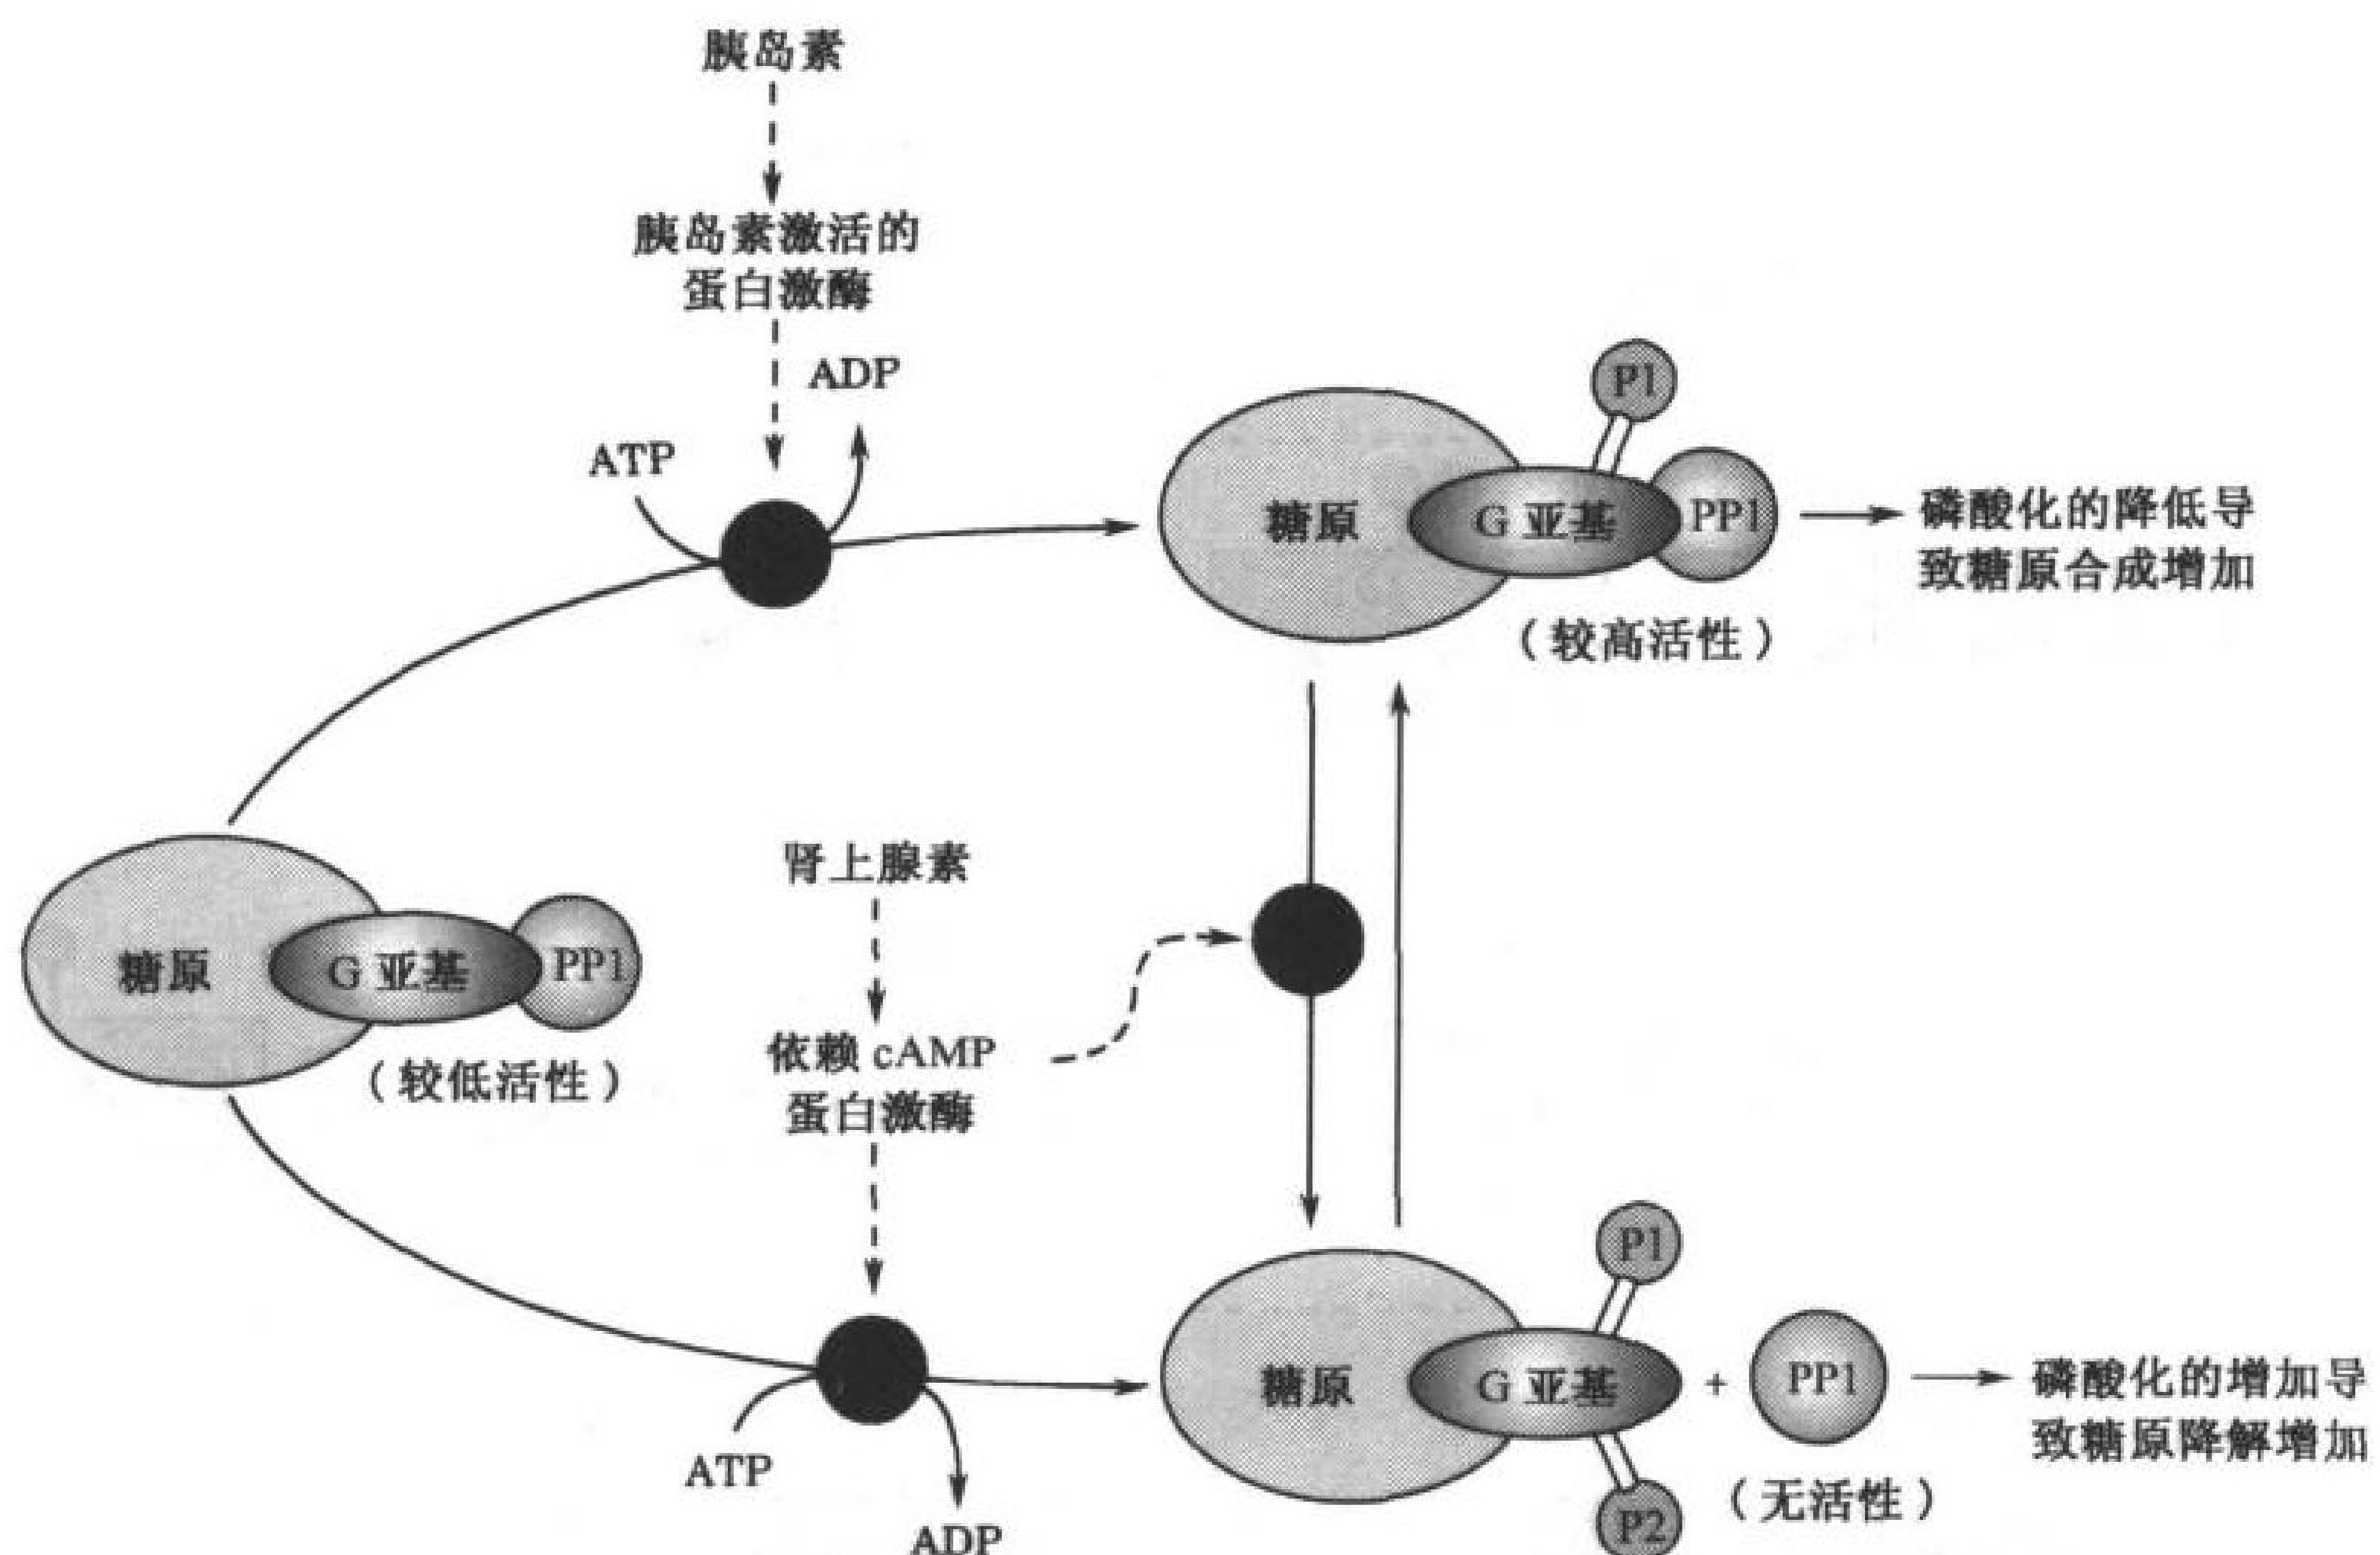 胰岛素
胰岛素激活的
蛋白激酶
ADP
ATP
P1
糖原
G 亚基
PP1
磷酸化的降低导
致糖原合成增加
(较高活性)
肾上腺素
糖原
G 亚基
PP1
(较低活性)
依赖 cAMP
蛋白激酶
P1
糖原
G 亚基
+
PP1
磷酸化的增加导
致糖原降解增加
ATP
(无活性)
P2
ADP